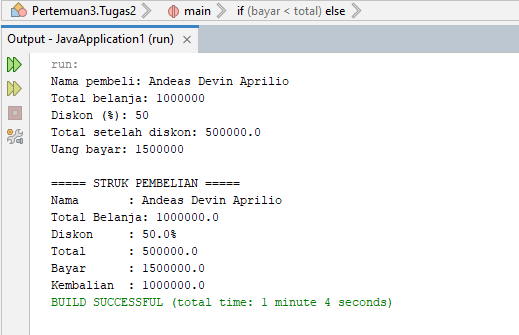 Pertemuan3.Tugas2 main if (bayar < total) else
Output - JavaApplication1 (run) ×
run:
Nama pembeli: Andeas Devin Aprilio
Total belanja: 1000000
Diskon (%): 50
Total setelah diskon: 500000.0
Uang bayar: 1500000
===== STRUK PEMBELIAN =====
Nama       : Andeas Devin Aprilio
Total Belanja: 1000000.0
Diskon     : 50.0%
Total      : 500000.0
Bayar      : 1500000.0
Kembalian  : 1000000.0
BUILD SUCCESSFUL (total time: 1 minute 4 seconds)